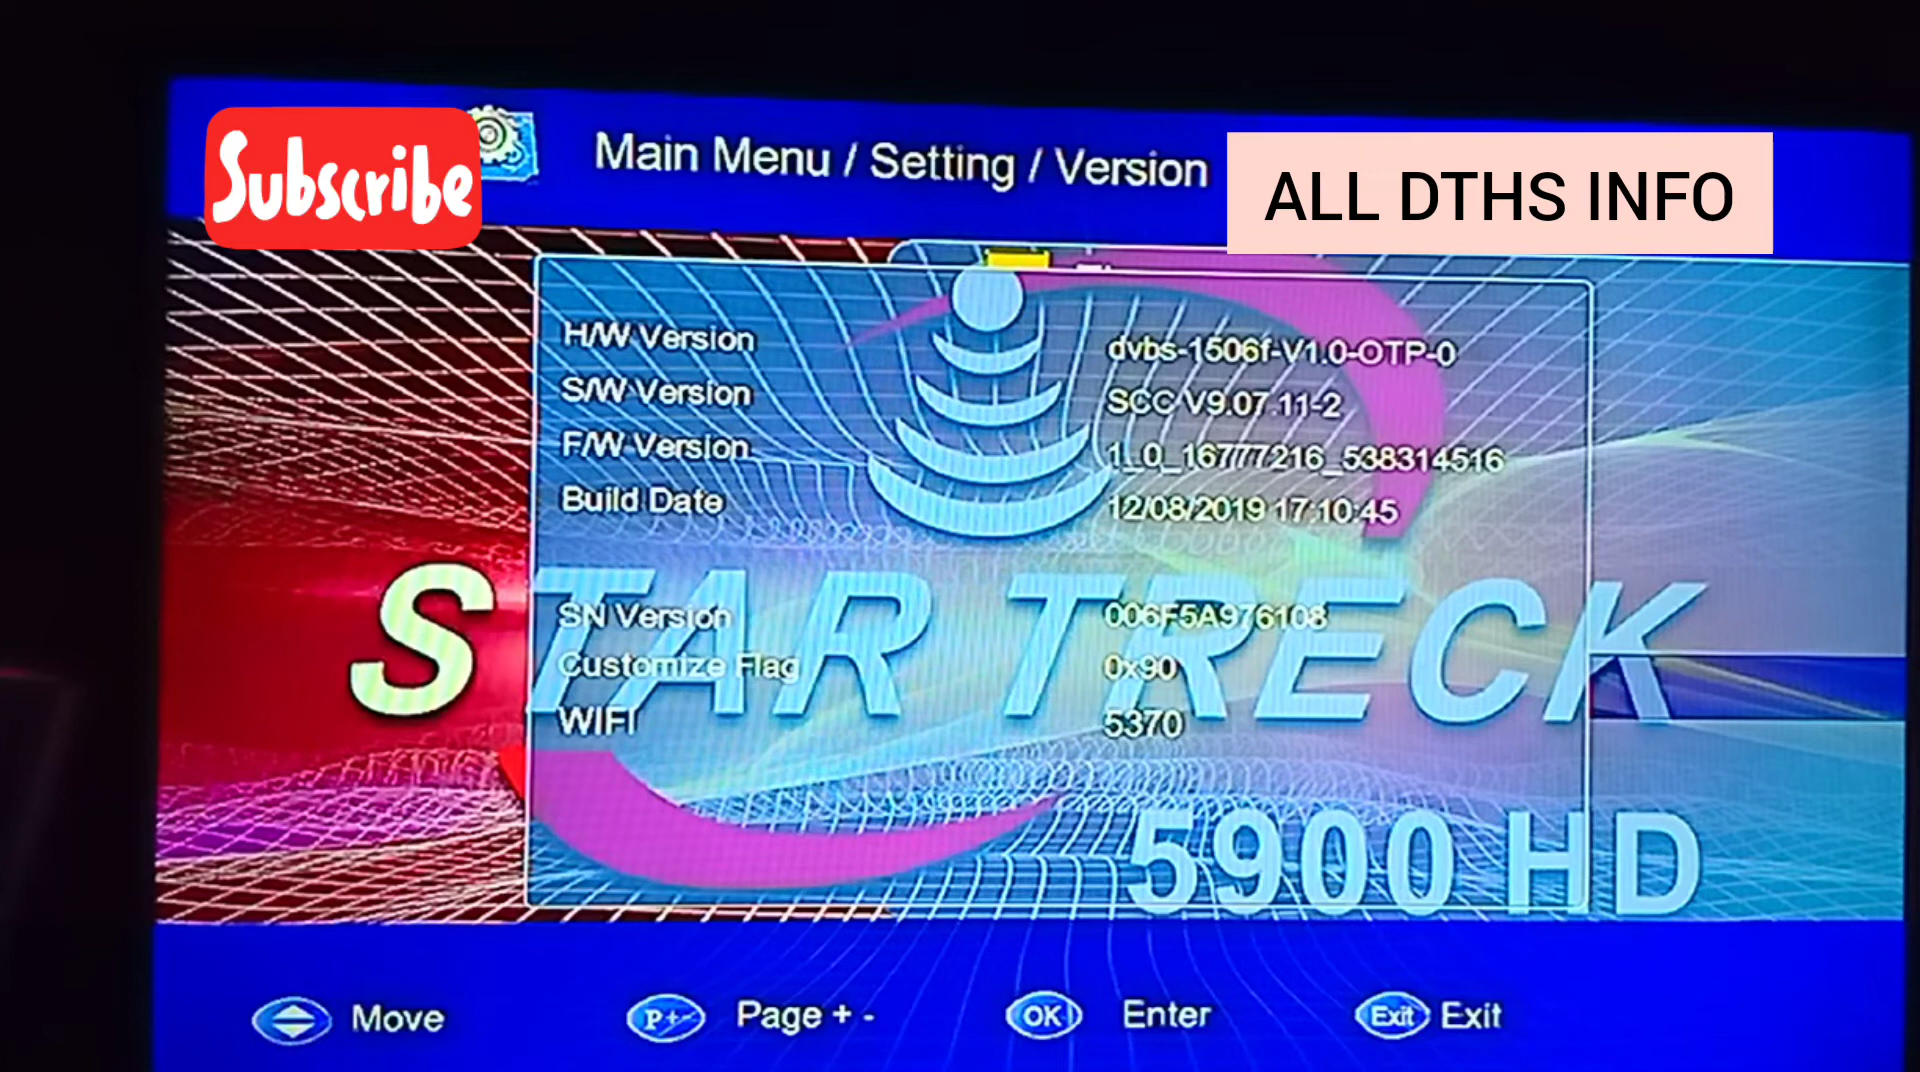 Subscribe
Main Menu / Setting / Version
ALL DTHS INFO
H/W Version dvbs-1506f-V1.0-OTP-0
S/W Version SCC V9.07.11-2
F/W Version 1_0_16777216_538314516
Build Date 12/08/2019 17:10:45
STAR TRECK
SN Version 006F5A976108
Customize Flag 0x90
WIFI 5370
5900 HD
Move P+- Page + - OK Enter Exit Exit